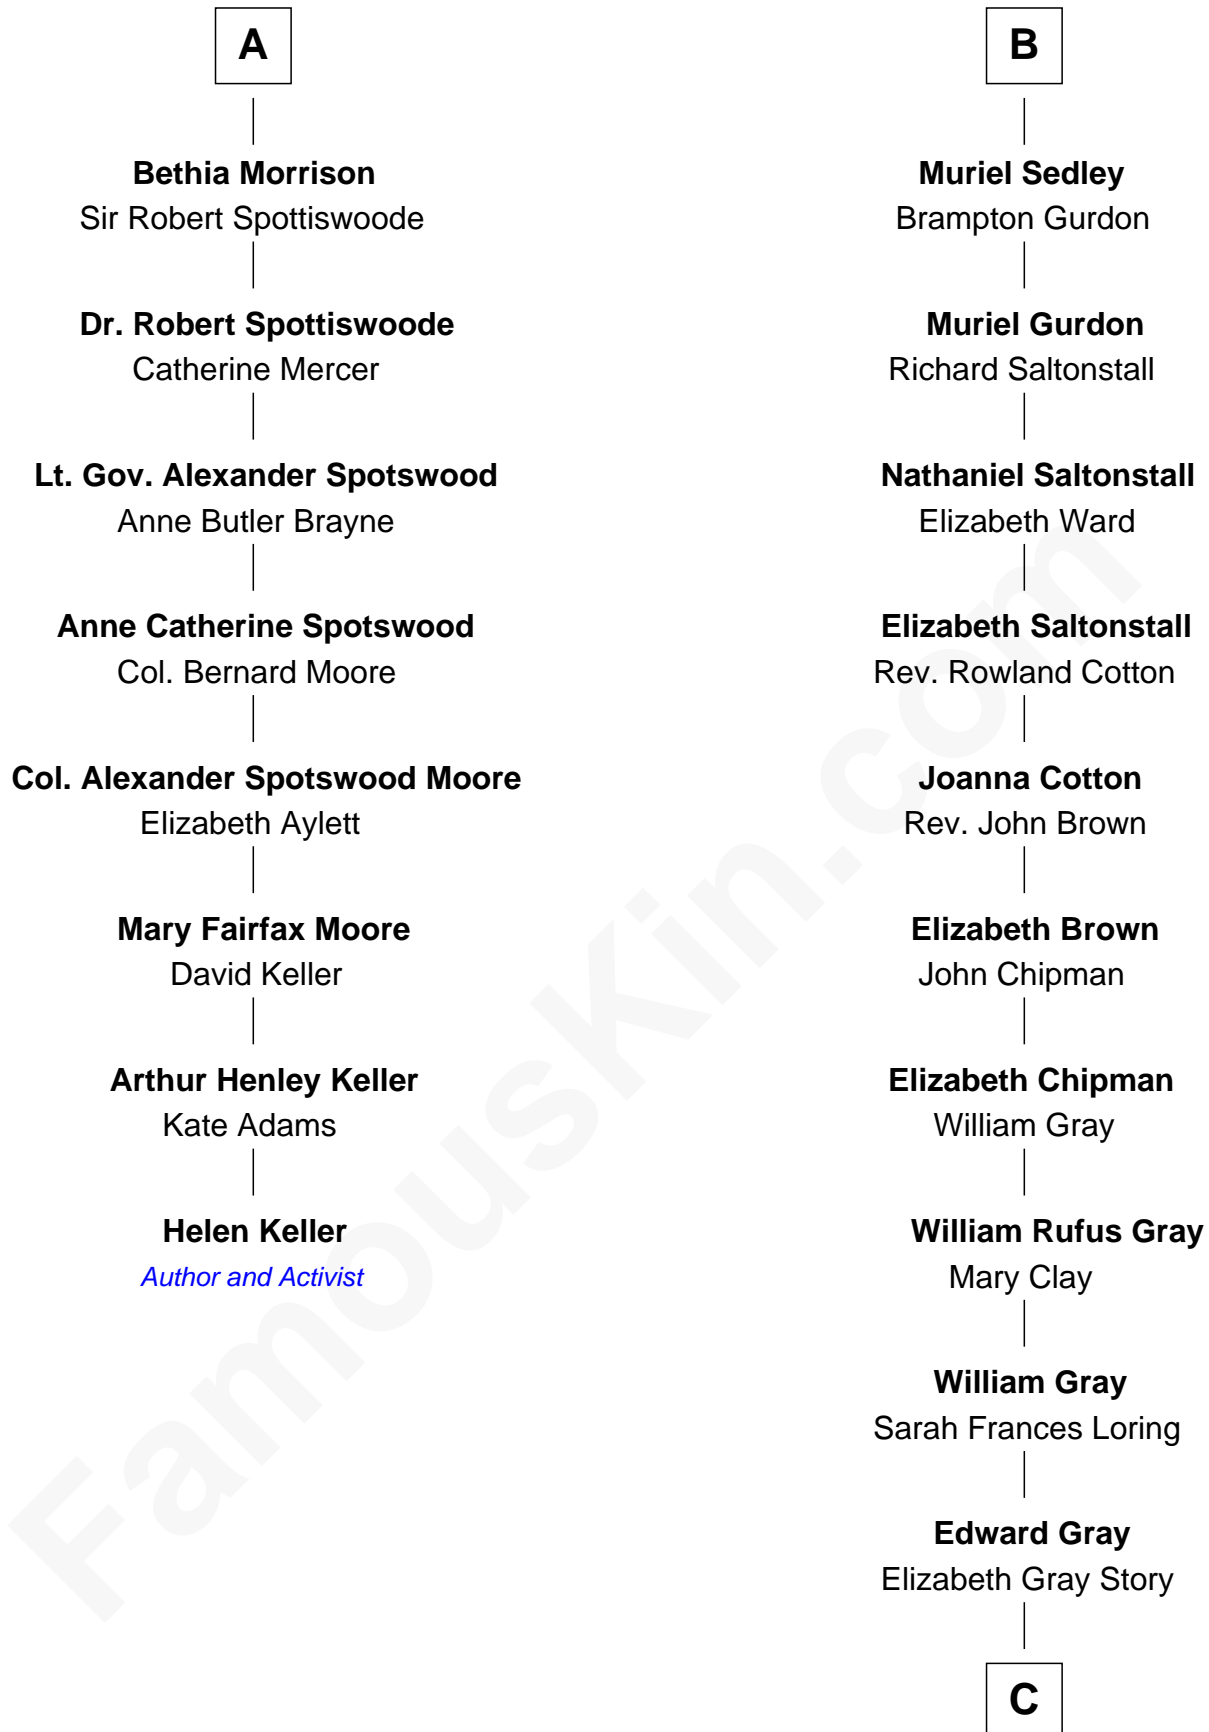 A
Bethia Morrison
Sir Robert Spottiswoode
Dr. Robert Spottiswoode
Catherine Mercer
Lt. Gov. Alexander Spotswood
Anne Butler Brayne
Anne Catherine Spotswood
Col. Bernard Moore
Col. Alexander Spotswood Moore
Elizabeth Aylett
Mary Fairfax Moore
David Keller
Arthur Henley Keller
Kate Adams
Helen Keller
Author and Activist
B
Muriel Sedley
Brampton Gurdon
Muriel Gurdon
Richard Saltonstall
Nathaniel Saltonstall
Elizabeth Ward
Elizabeth Saltonstall
Rev. Rowland Cotton
Joanna Cotton
Rev. John Brown
Elizabeth Brown
John Chipman
Elizabeth Chipman
William Gray
William Rufus Gray
Mary Clay
William Gray
Sarah Frances Loring
Edward Gray
Elizabeth Gray Story
C
FamousKin.com